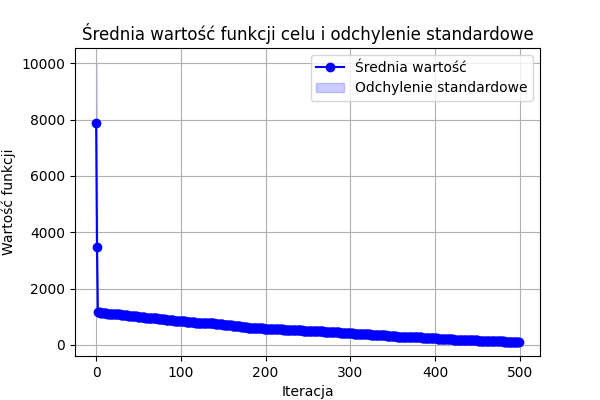 Średnia wartość funkcji celu i odchylenie standardowe
Średnia wartość
Odchylenie standardowe
Wartość funkcji
10000
8000
6000
4000
2000
0
0 100 200 300 400 500
Iteracja